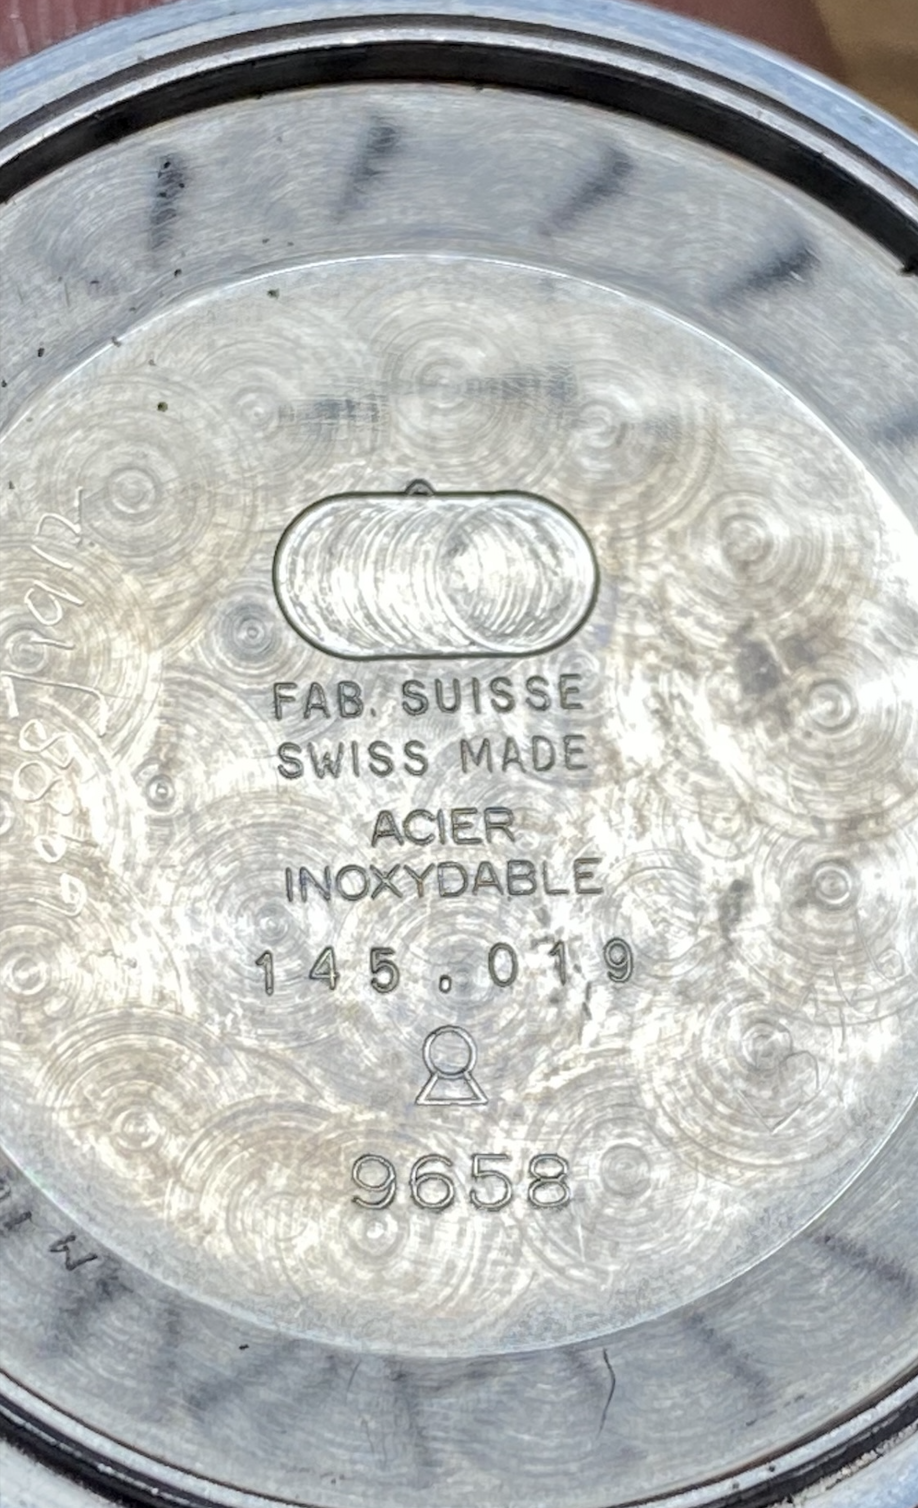 FAB. SUISSE
SWISS MADE
ACIER
INOXYDABLE
145.019
9658